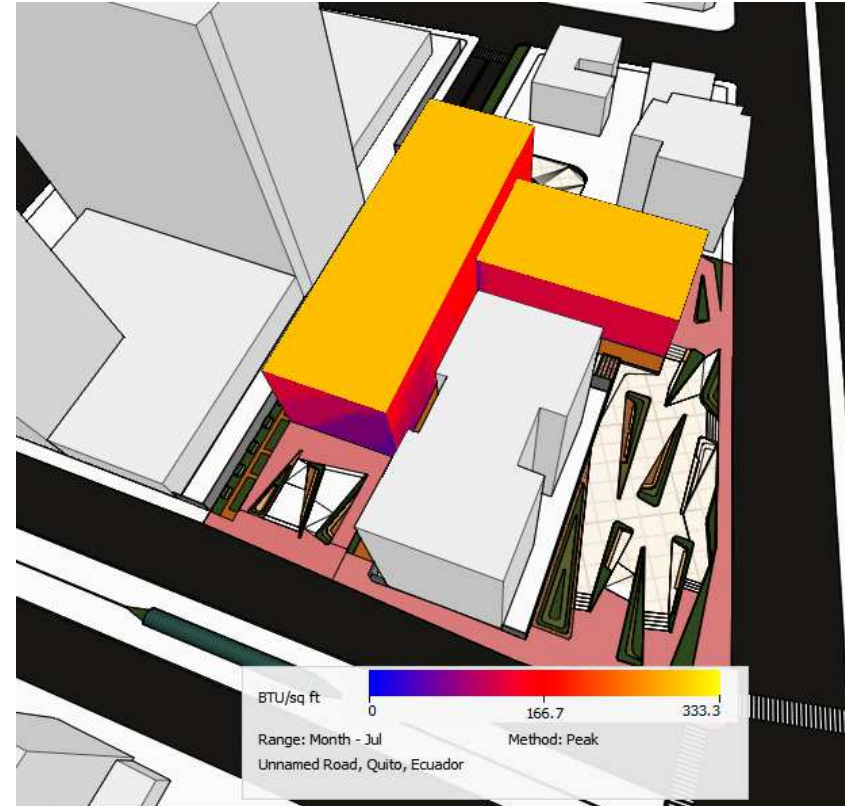 BTU/sq ft
0 166.7 333.3
Range: Month - Jul Method: Peak
Unnamed Road, Quito, Ecuador